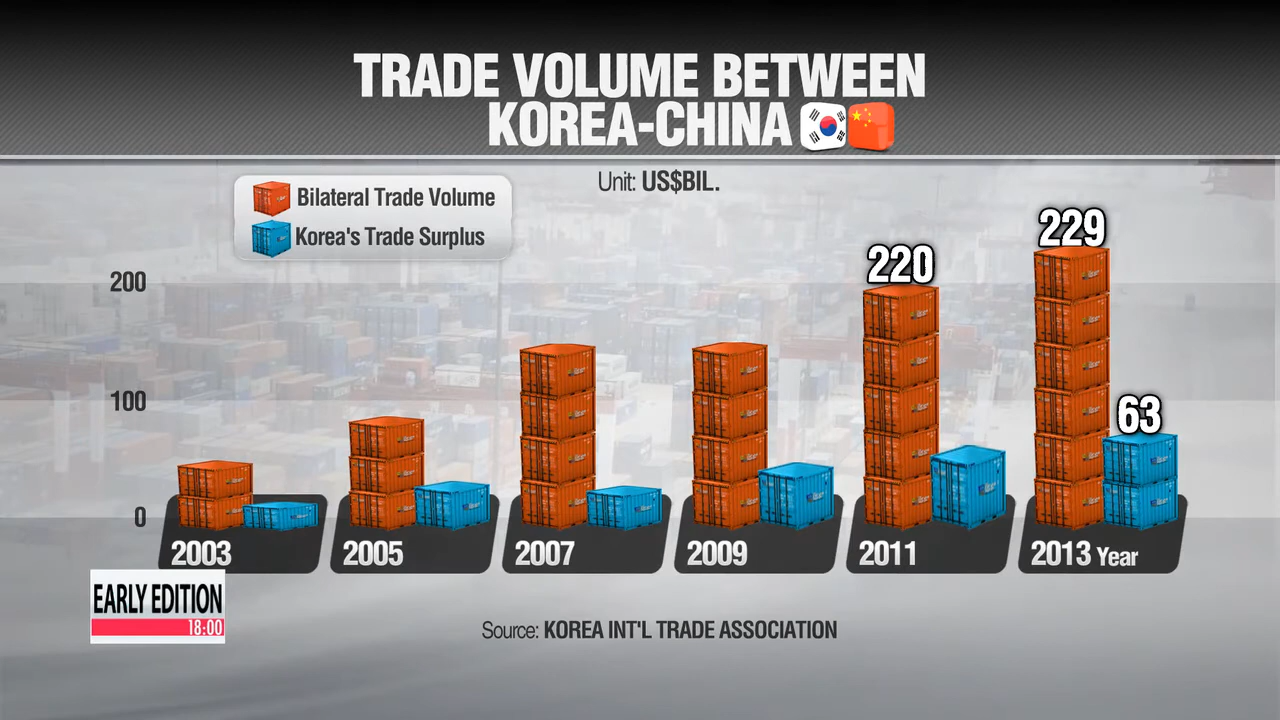 TRADE VOLUME BETWEEN
KOREA-CHINA
Unit: US$BIL.
Bilateral Trade Volume
Korea's Trade Surplus
200
100
0
220
229
63
2003
2005
2007
2009
2011
2013 Year
EARLY EDITION
18:00
Source: KOREA INT'L TRADE ASSOCIATION